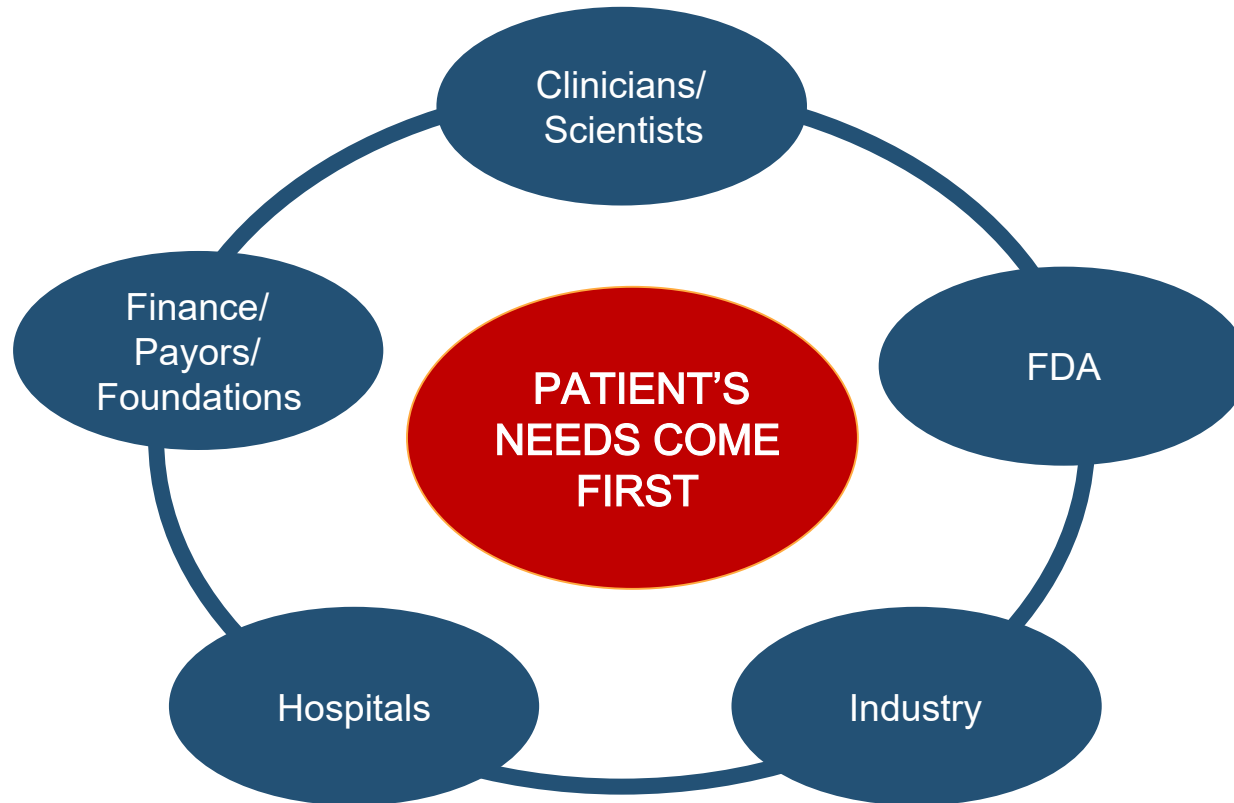 Clinicians/
Scientists
Finance/
Payors/
Foundations
FDA
PATIENT’S
NEEDS COME
FIRST
Hospitals
Industry